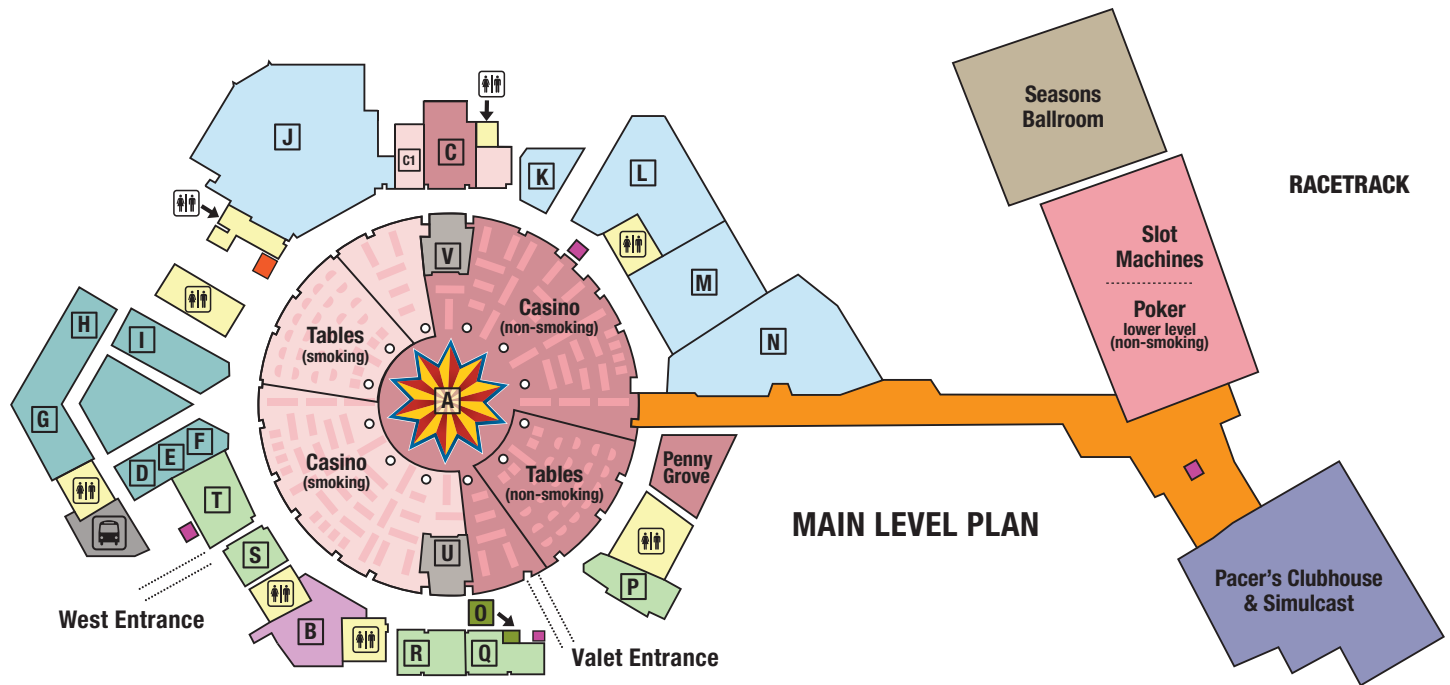 Seasons
Ballroom
RACETRACK
J
C1
C
K
L
V
M
Slot
Machines
Poker
lower level
(non-smoking)
Casino
(non-smoking)
Tables
(smoking)
N
H
I
G
A
F
E
D
T
Casino
(smoking)
Tables
(non-smoking)
Penny
Grove
MAIN LEVEL PLAN
S
U
P
Pacer's Clubhouse
& Simulcast
West Entrance
O
B
R
Q
Valet Entrance